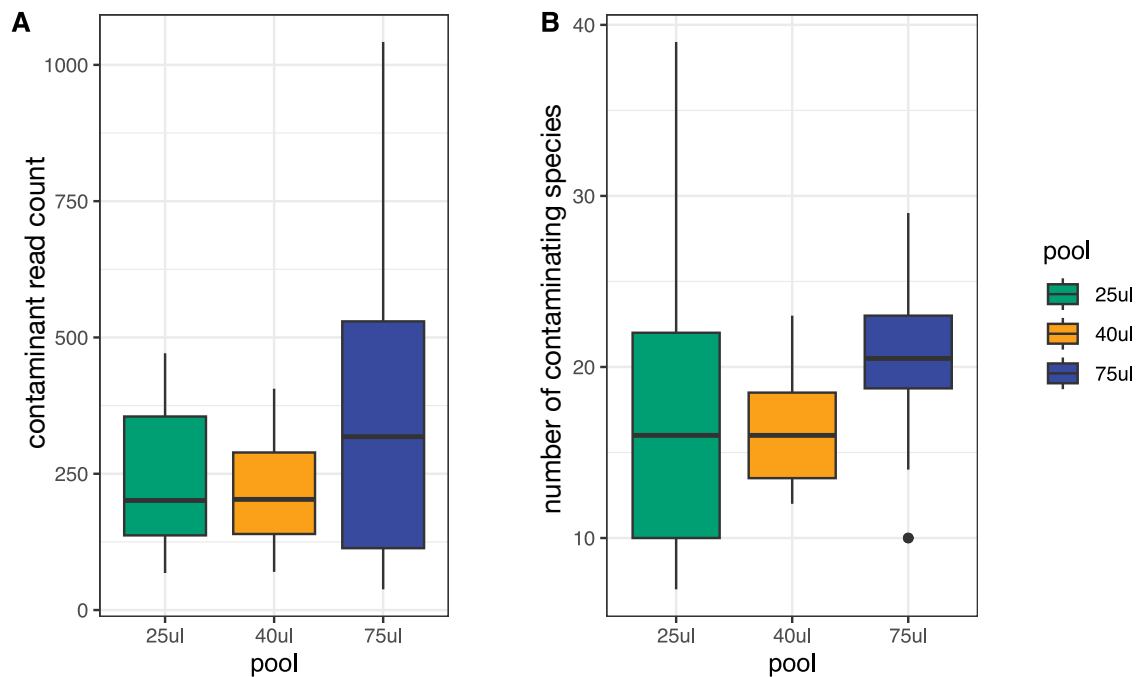 A
contaminant read count
1000
750
500
250
0
25ul
40ul
75ul
pool
B
number of contaminating species
40
30
20
10
25ul
40ul
75ul
pool
pool
25ul
40ul
75ul